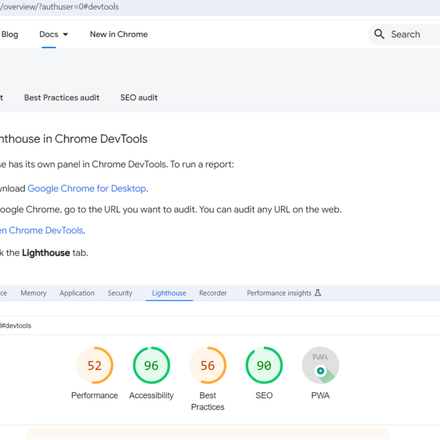 /overview/?authuser=0#devtools
Blog Docs New in Chrome Search
t Best Practices audit SEO audit
hthouse in Chrome DevTools
se has its own panel in Chrome DevTools. To run a report:
wnload Google Chrome for Desktop.
oogle Chrome, go to the URL you want to audit. You can audit any URL on the web.
en Chrome DevTools.
k the Lighthouse tab.
ce Memory Application Security Lighthouse Recorder Performance insights
#devtools
52 96 56 90 PWA
Performance Accessibility Best Practices SEO PWA